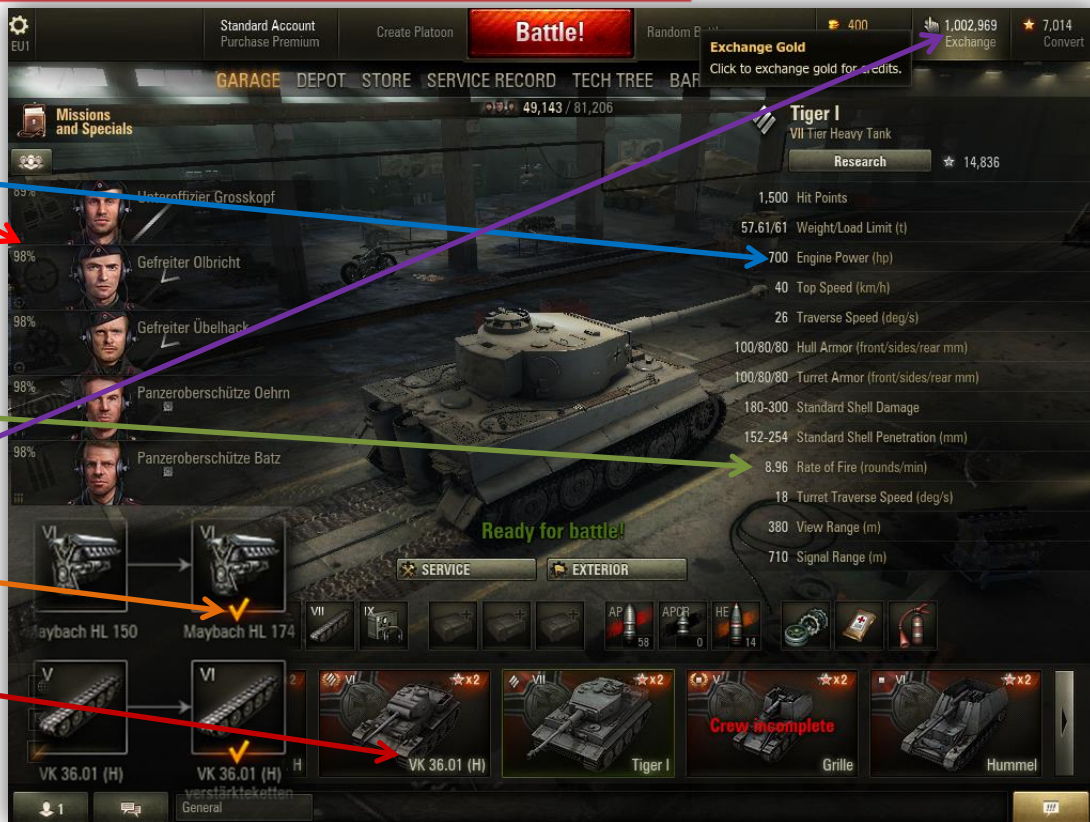 EU1
Standard Account
Purchase Premium
Create Platoon
Battle!
Random B
400
1,002,969
Exchange
7,014
Convert
Exchange Gold
Click to exchange gold for credits.
GARAGE DEPOT STORE SERVICE RECORD TECH TREE BAR
49,143 / 81,206
Missions
and Specials
Tiger I
VII Tier Heavy Tank
Research 14,836
89% Unteroffizier Grosskopf
98% Gefreiter Olbricht
98% Gefreiter Übelhack
98% Panzeroberschütze Oehrn
98% Panzeroberschütze Batz
1,500 Hit Points
57.61/61 Weight/Load Limit (t)
700 Engine Power (hp)
40 Top Speed (km/h)
26 Traverse Speed (deg/s)
100/80/80 Hull Armor (front/sides/rear mm)
100/80/80 Turret Armor (front/sides/rear mm)
180-300 Standard Shell Damage
152-254 Standard Shell Penetration (mm)
8.96 Rate of Fire (rounds/min)
18 Turret Traverse Speed (deg/s)
380 View Range (m)
710 Signal Range (m)
Ready for battle!
SERVICE EXTERIOR
VI VI
aybach HL 150 Maybach HL 174
VII IX AP 58 APCR 0 HE 14
V VI
VK 36.01 (H) VK 36.01 (H)
verstärkteketten
H
VI x2 VK 36.01 (H)
VII x2 Tiger I
V x2 Crew incomplete Grille
VI x2 Hummel
1 General